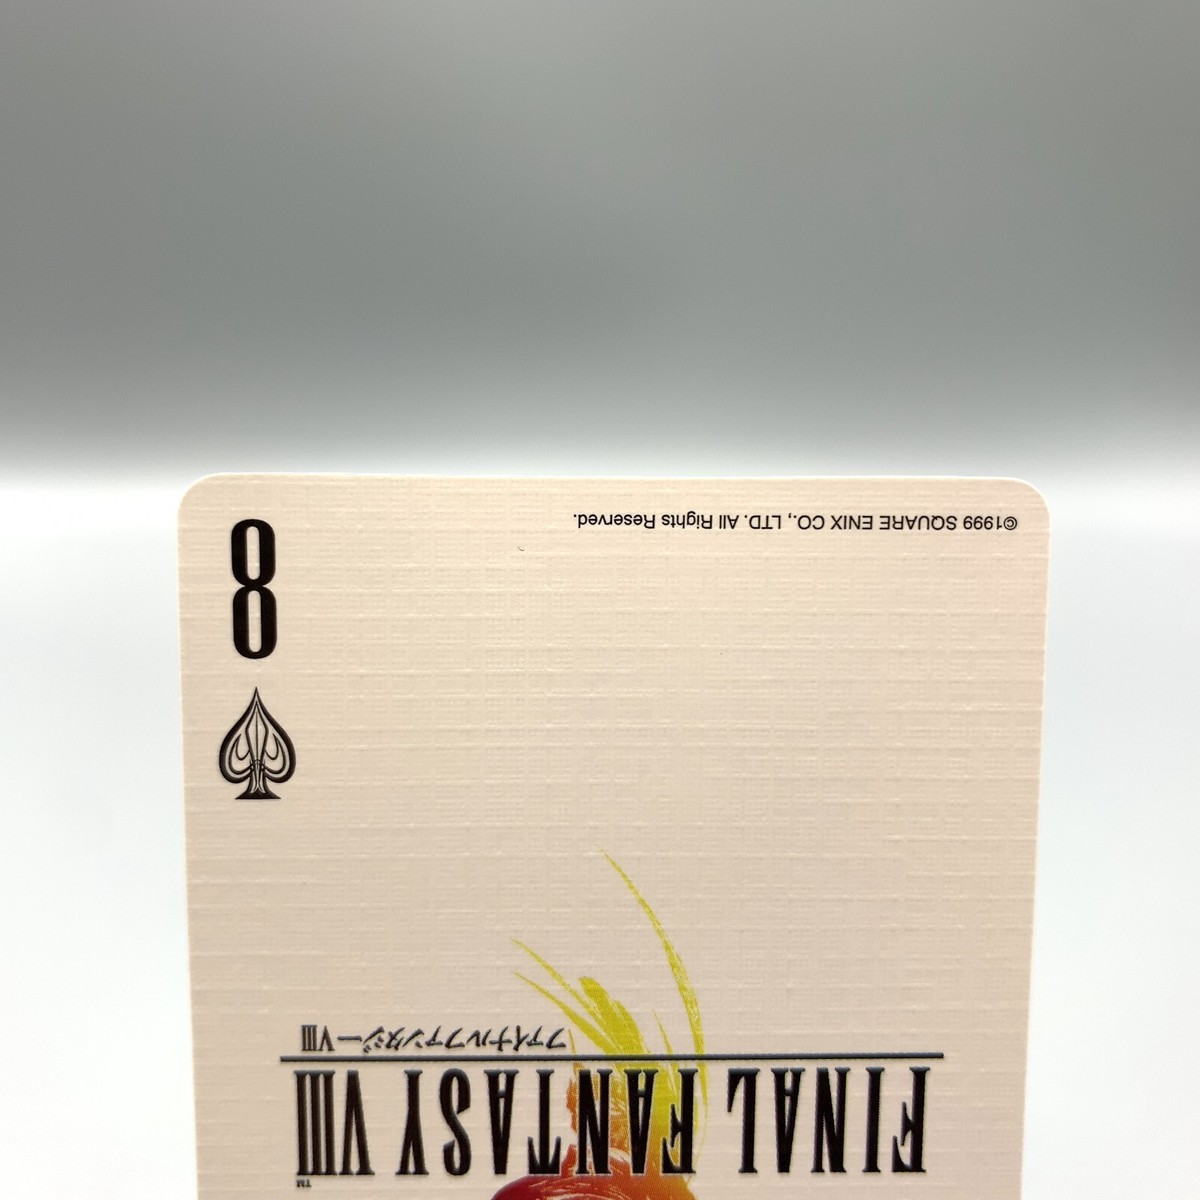 8
©1999 SQUARE ENIX CO., LTD. All Rights Reserved.
ファイナルファンタジーVIII
FINAL FANTASY VIII
TM